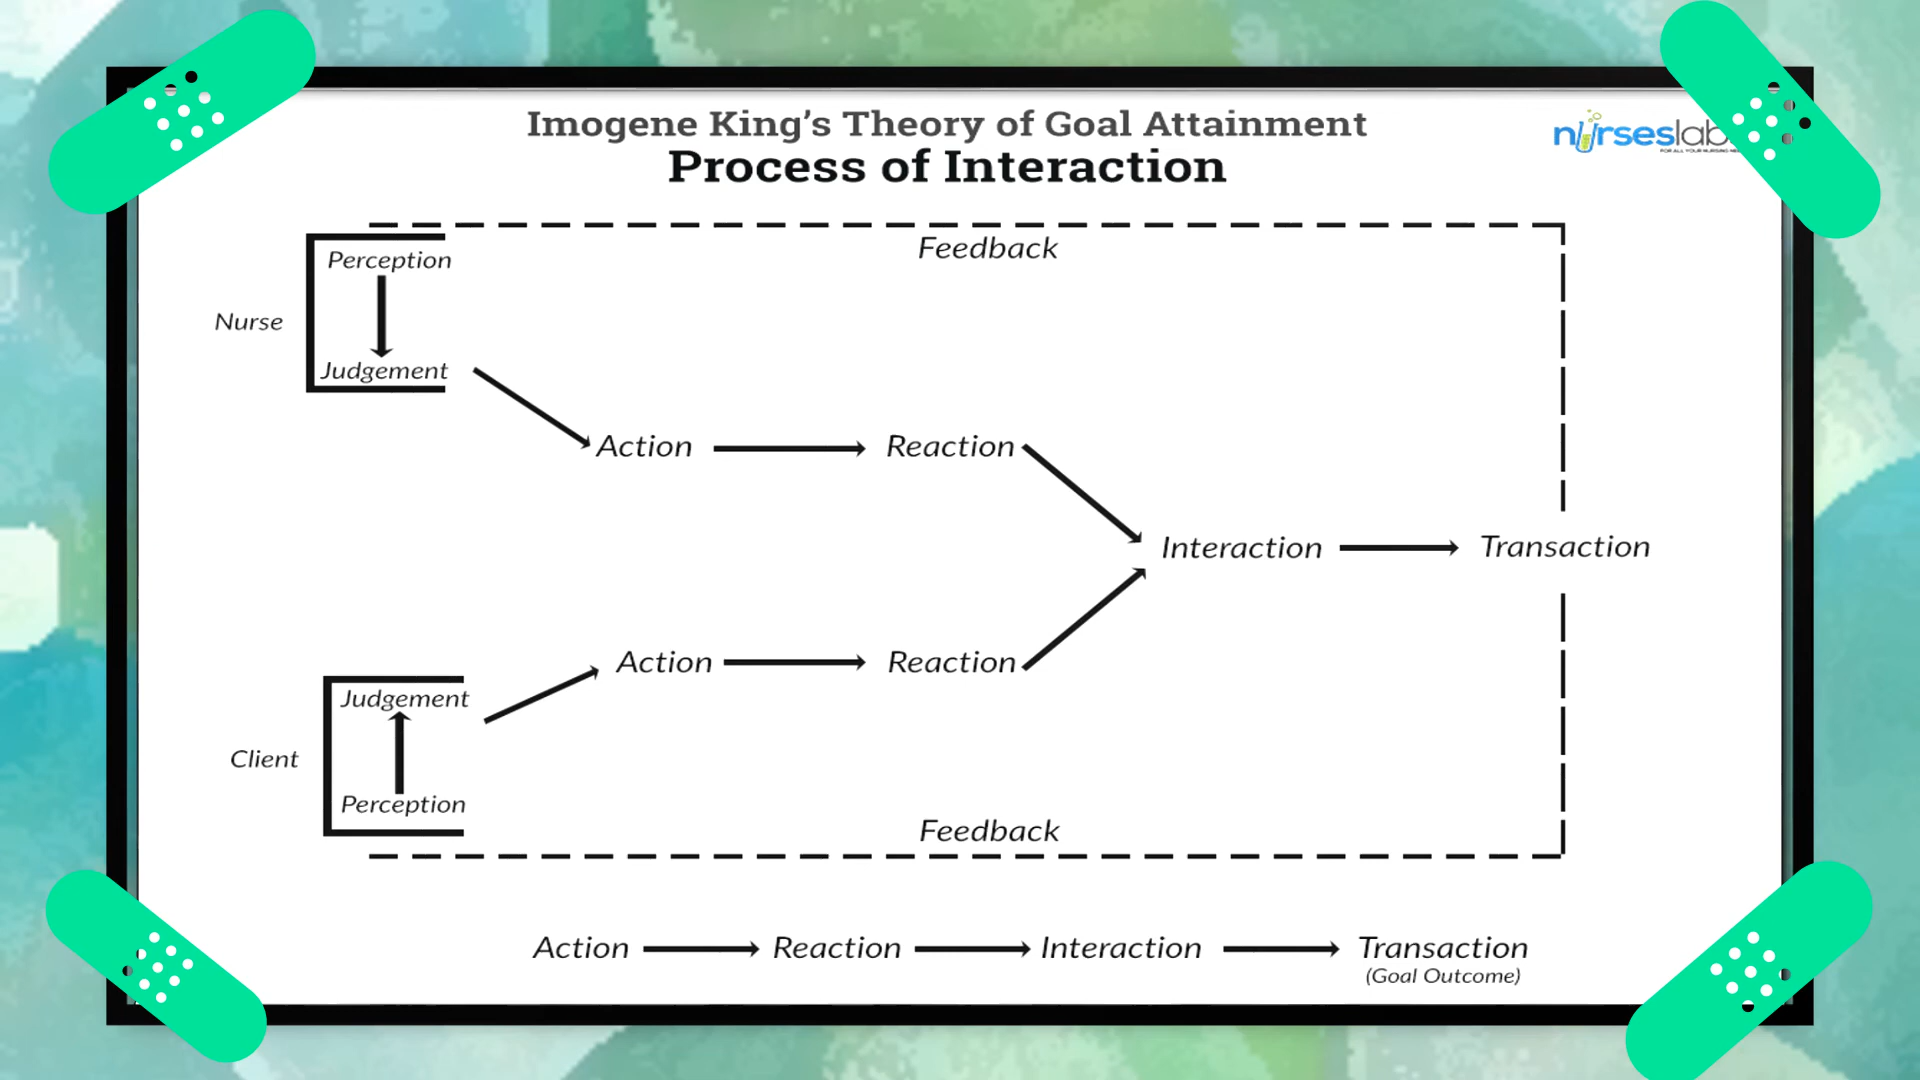 Imogene King's Theory of Goal Attainment
Process of Interaction
nurseslab
Feedback
Perception
Nurse
Judgement
Action
Reaction
Interaction
Transaction
Action
Reaction
Judgement
Client
Perception
Feedback
Action
Reaction
Interaction
Transaction
(Goal Outcome)